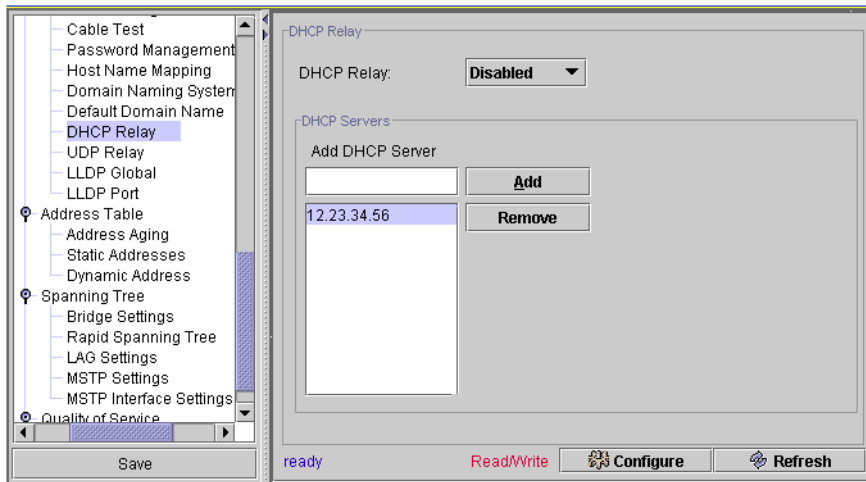 Cable Test
Password Management
Host Name Mapping
Domain Naming System
Default Domain Name
DHCP Relay
UDP Relay
LLDP Global
LLDP Port
Address Table
Address Aging
Static Addresses
Dynamic Address
Spanning Tree
Bridge Settings
Rapid Spanning Tree
LAG Settings
MSTP Settings
MSTP Interface Settings
Quality of Service
Save
DHCP Relay
DHCP Relay: Disabled
DHCP Servers
Add DHCP Server
Add
12.23.34.56
Remove
ready Read/Write Configure Refresh